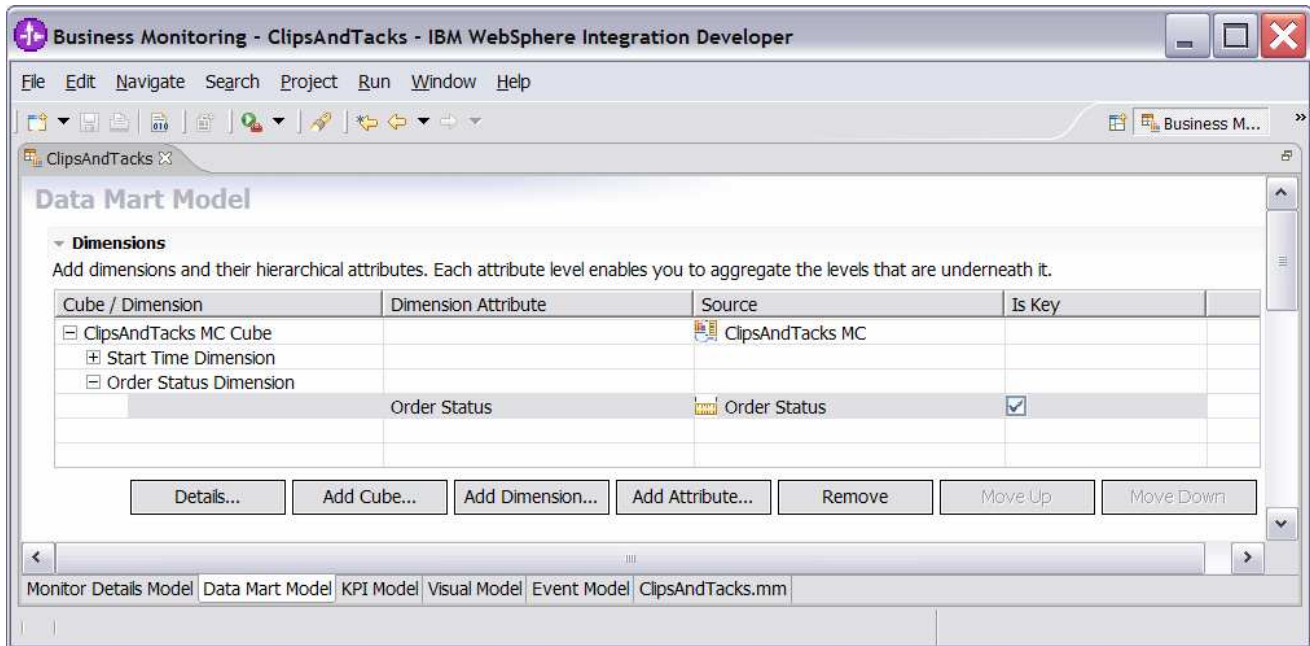 Business Monitoring - ClipsAndTacks - IBM WebSphere Integration Developer
File Edit Navigate Search Project Run Window Help
010 Business M... »
ClipsAndTacks
Data Mart Model
Dimensions
Add dimensions and their hierarchical attributes. Each attribute level enables you to aggregate the levels that are underneath it.
Cube / Dimension Dimension Attribute Source Is Key
ClipsAndTacks MC Cube ClipsAndTacks MC
Start Time Dimension
Order Status Dimension
Order Status Order Status
Details... Add Cube... Add Dimension... Add Attribute... Remove Move Up Move Down
Monitor Details Model Data Mart Model KPI Model Visual Model Event Model ClipsAndTacks.mm